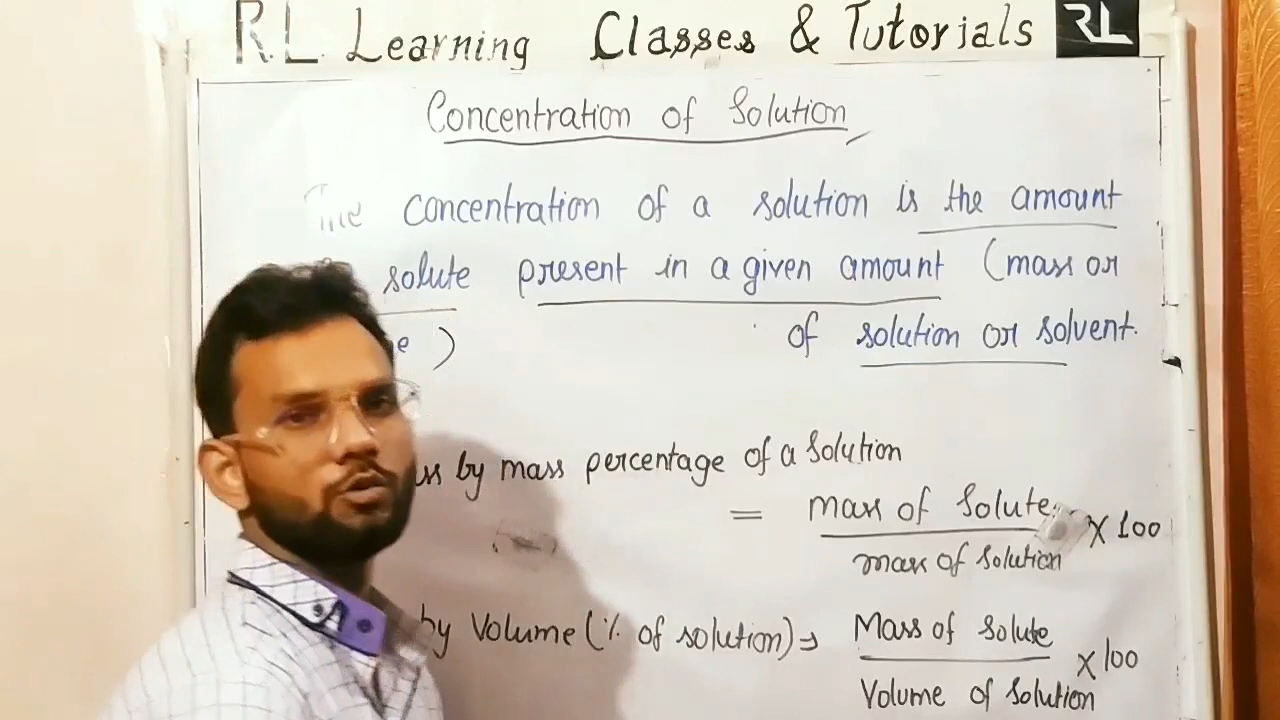 R.L. Learning Classes & Tutorials RL
Concentration of Solution
The concentration of a solution is the amount
solute present in a given amount (mass or
) of solution or solvent.
by mass percentage of a solution
= mass of solute × 100
mass of solution
by Volume (% of solution) = Mass of solute × 100
Volume of solution